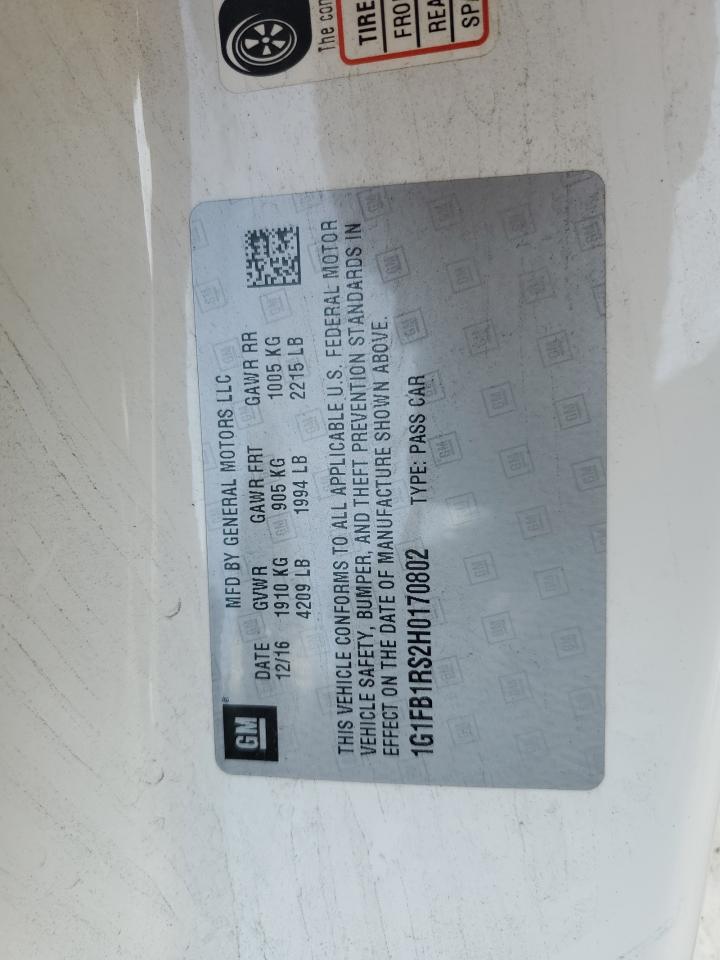 The con
TIRE
FRO
REA
SPA
GM
®
MFD BY GENERAL MOTORS LLC
DATE GVWR GAWR FRT GAWR RR
12/16 1910 KG 905 KG 1005 KG
4209 LB 1994 LB 2215 LB
THIS VEHICLE CONFORMS TO ALL APPLICABLE U.S. FEDERAL MOTOR
VEHICLE SAFETY, BUMPER, AND THEFT PREVENTION STANDARDS IN
EFFECT ON THE DATE OF MANUFACTURE SHOWN ABOVE.
1G1FB1RS2H0170802 TYPE: PASS CAR